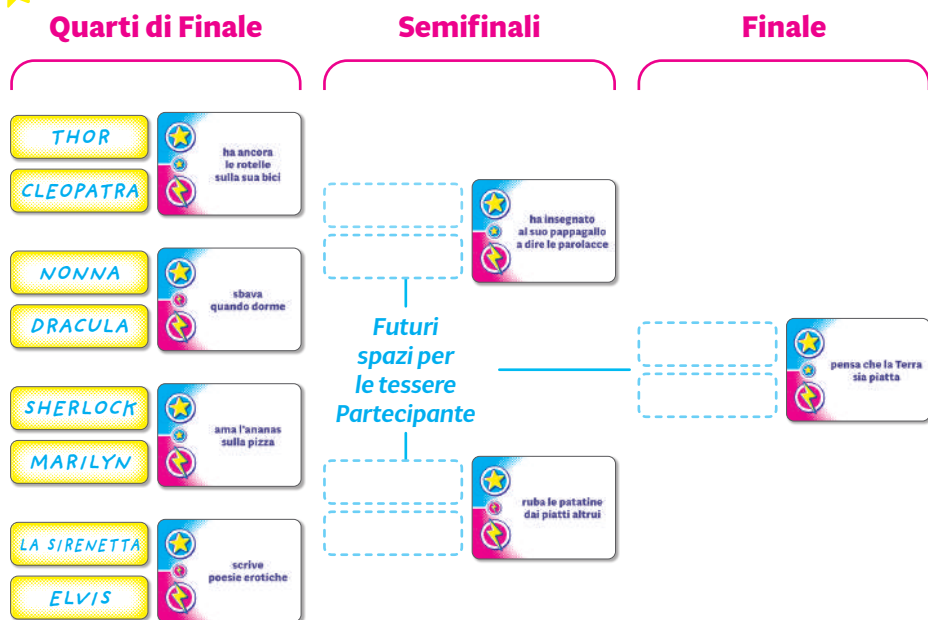 Quarti di Finale
Semifinali
Finale
THOR
CLEOPATRA
ha ancora
le rotelle
sulla sua bici
NONNA
DRACULA
sbava
quando dorme
SHERLOCK
MARILYN
ama l'ananas
sulla pizza
LA SIRENETTA
ELVIS
scrive
poesie erotiche
ha insegnato
al suo pappagallo
a dire le parolacce
Futuri
spazi per
le tessere
Partecipante
ruba le patatine
dai piatti altrui
pensa che la Terra
sia piatta